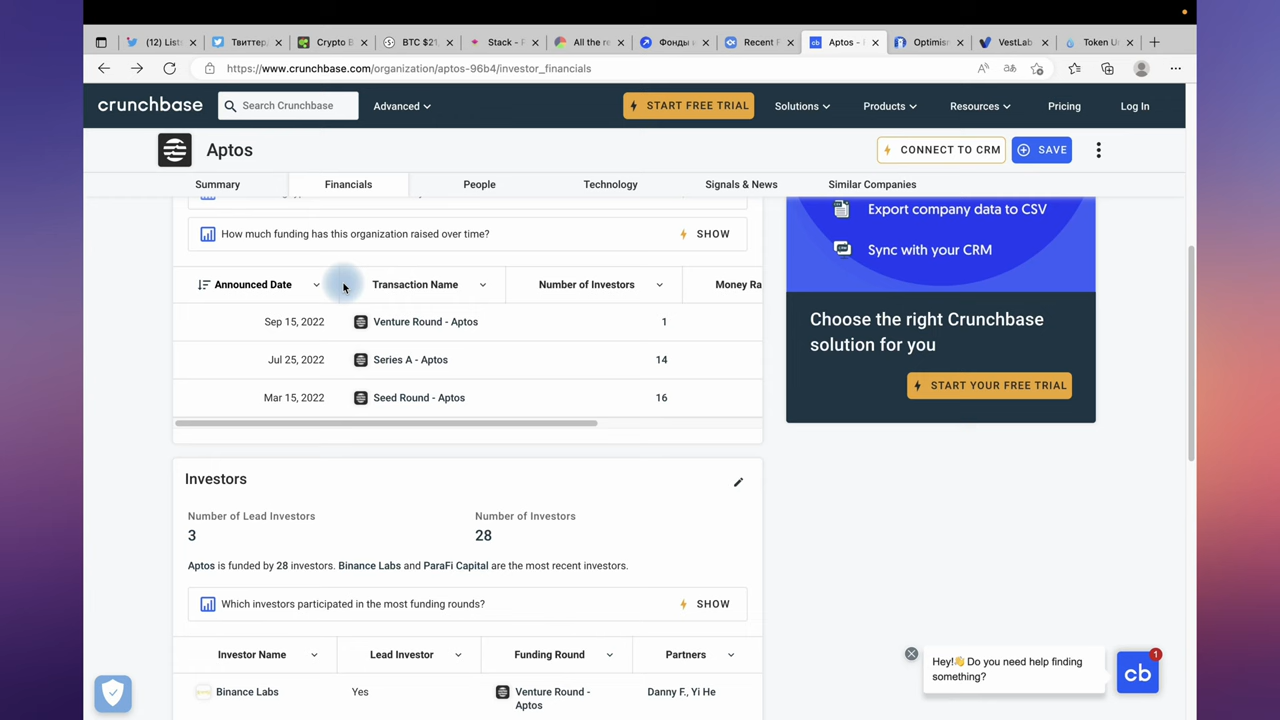 (12) List
Твиттер
Crypto B
BTC $21,
Stack - F
All the re
Фонды и
Recent F
Aptos -
Optimis
VestLab
Token U
https://www.crunchbase.com/organization/aptos-96b4/investor_financials
crunchbase
Search Crunchbase
Advanced
START FREE TRIAL
Solutions
Products
Resources
Pricing
Log In
Aptos
CONNECT TO CRM
SAVE
Summary
Financials
People
Technology
Signals & News
Similar Companies
How much funding has this organization raised over time?
SHOW
Announced Date
Transaction Name
Number of Investors
Money Ra
Sep 15, 2022
Venture Round - Aptos
1
Jul 25, 2022
Series A - Aptos
14
Mar 15, 2022
Seed Round - Aptos
16
Export company data to CSV
Sync with your CRM
Choose the right Crunchbase
solution for you
START YOUR FREE TRIAL
Investors
Number of Lead Investors
Number of Investors
3
28
Aptos is funded by 28 investors. Binance Labs and ParaFi Capital are the most recent investors.
Which investors participated in the most funding rounds?
SHOW
Investor Name
Lead Investor
Funding Round
Partners
Binance Labs
Yes
Venture Round -
Aptos
Danny F., Yi He
Hey!👋 Do you need help finding
something?
cb
1